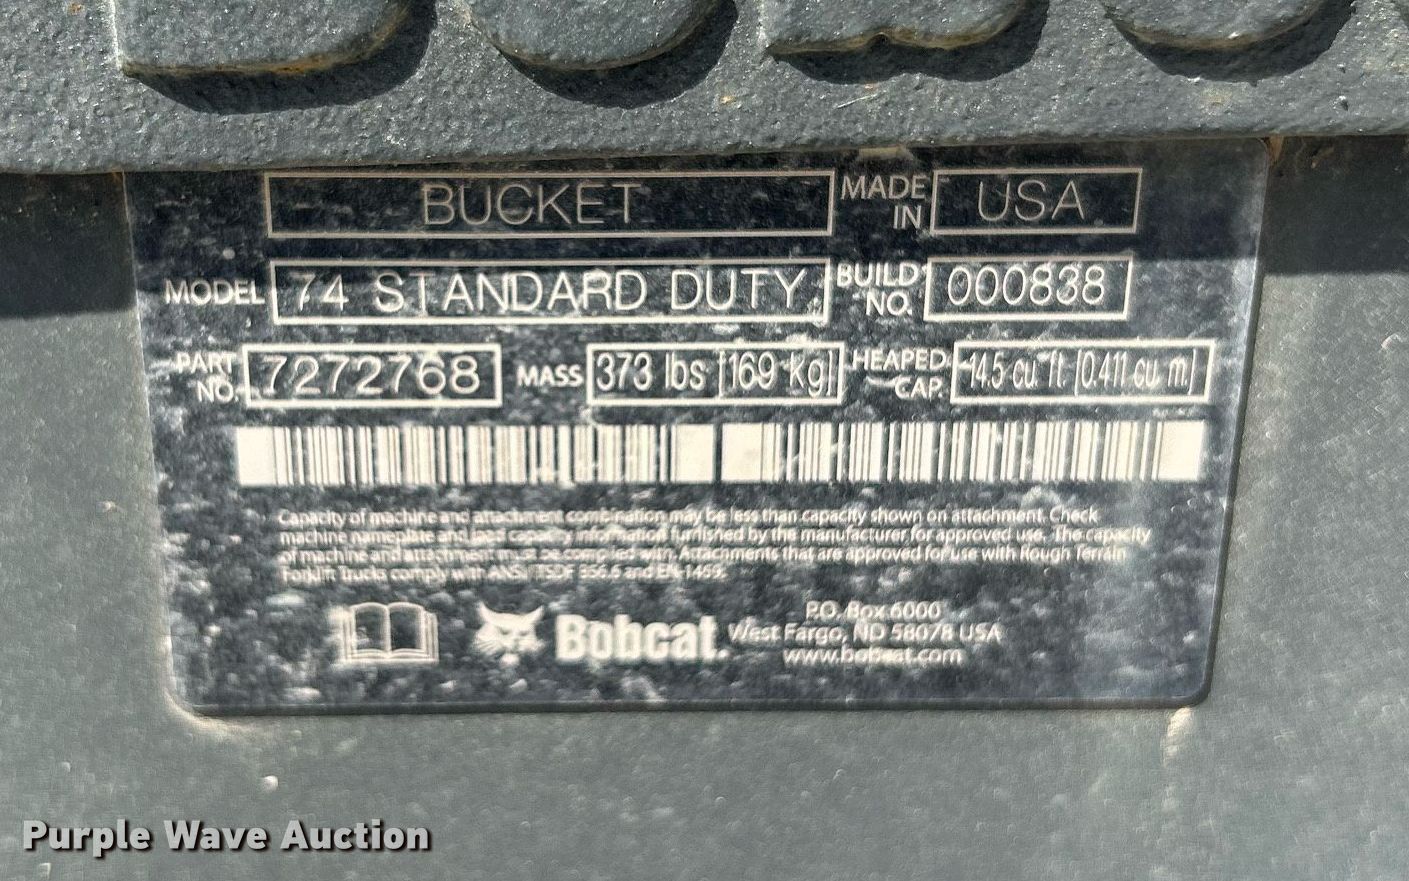 BUCKET MADE IN USA
MODEL 74 STANDARD DUTY BUILD NO. 000838
PART NO. 7272768 MASS 373 lbs [169 kg] HEAPED CAP. 14.5 cu. ft. [0.411 cu. m.]
Capacity of machine and attachment combination may be less than capacity shown on attachment. Check
machine nameplate and load capacity information furnished by the manufacturer for approved use. The capacity
of machine and attachment must be complied with. Attachments that are approved for use with Rough Terrain
Forklift Trucks comply with ANSI/ITSDF B56.6 and EN-1459.
Bobcat.
P.O. Box 6000
West Fargo, ND 58078 USA
www.bobcat.com
Purple Wave Auction